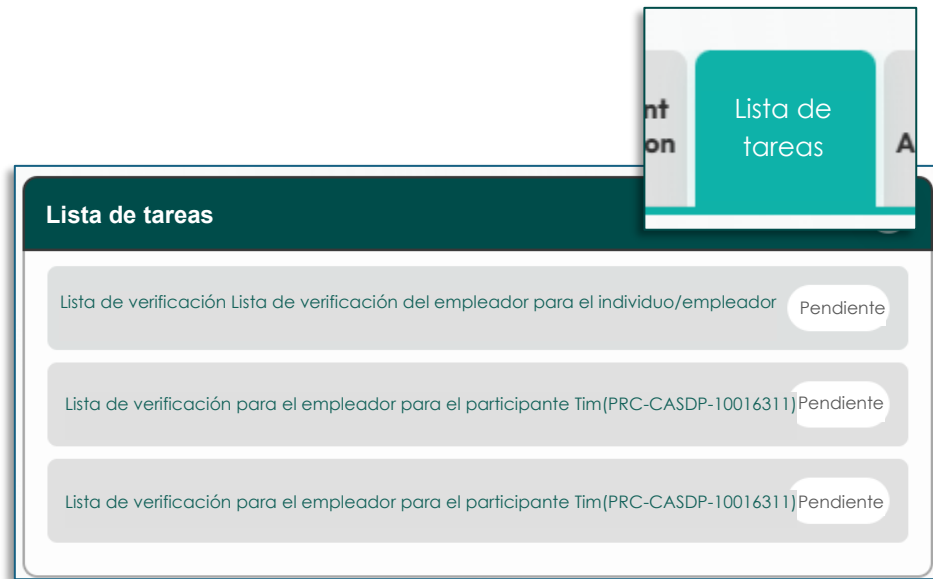 nt
on
Lista de
tareas
A
Lista de tareas
Lista de verificación Lista de verificación del empleador para el individuo/empleador Pendiente
Lista de verificación para el empleador para el participante Tim(PRC-CASDP-10016311) Pendiente
Lista de verificación para el empleador para el participante Tim(PRC-CASDP-10016311) Pendiente